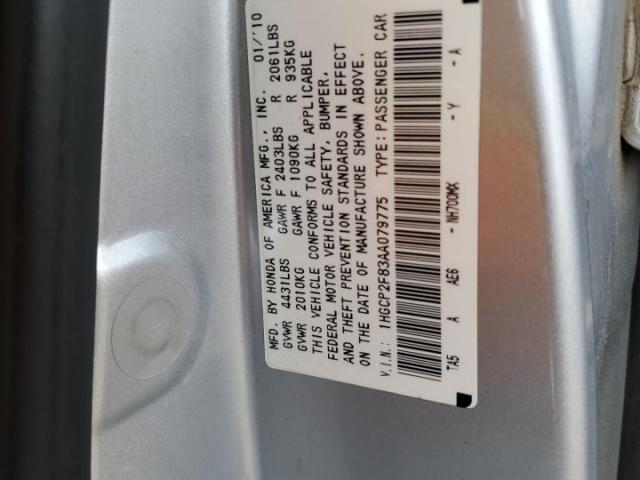 MFD. BY HONDA OF AMERICA MFG., INC. 01/'10
GVWR 4431LBS GAWR F 2403LBS R 2061LBS
GVWR 2010KG GAWR F 1090KG R 935KG
THIS VEHICLE CONFORMS TO ALL APPLICABLE
FEDERAL MOTOR VEHICLE SAFETY, BUMPER,
AND THEFT PREVENTION STANDARDS IN EFFECT
ON THE DATE OF MANUFACTURE SHOWN ABOVE.
V.I.N.: 1HGCP2F83AA079775 TYPE: PASSENGER CAR
TA5 A AE6 - NH700MX - Y - A